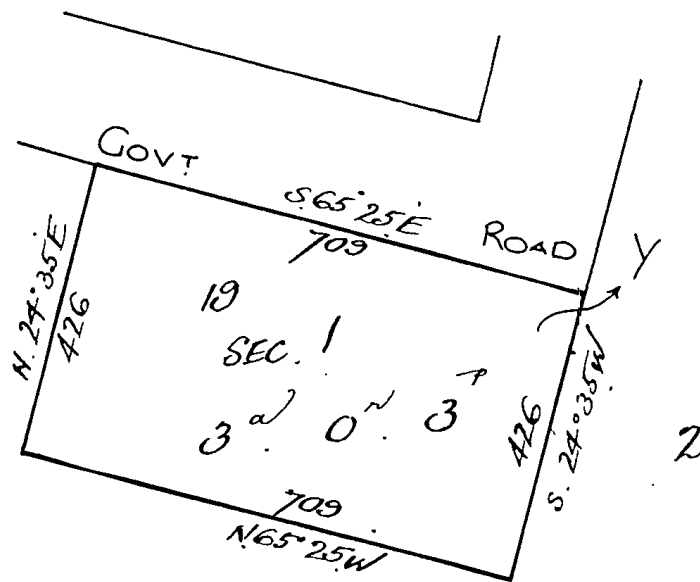 GOVT ROAD
S.65°25'E
709
N. 24°35'E
426
19
SEC. 1
3ᵃ. 0ʳ. 3ᵖ
426
S. 24°35'W
709
N.65°25'W
Y
2